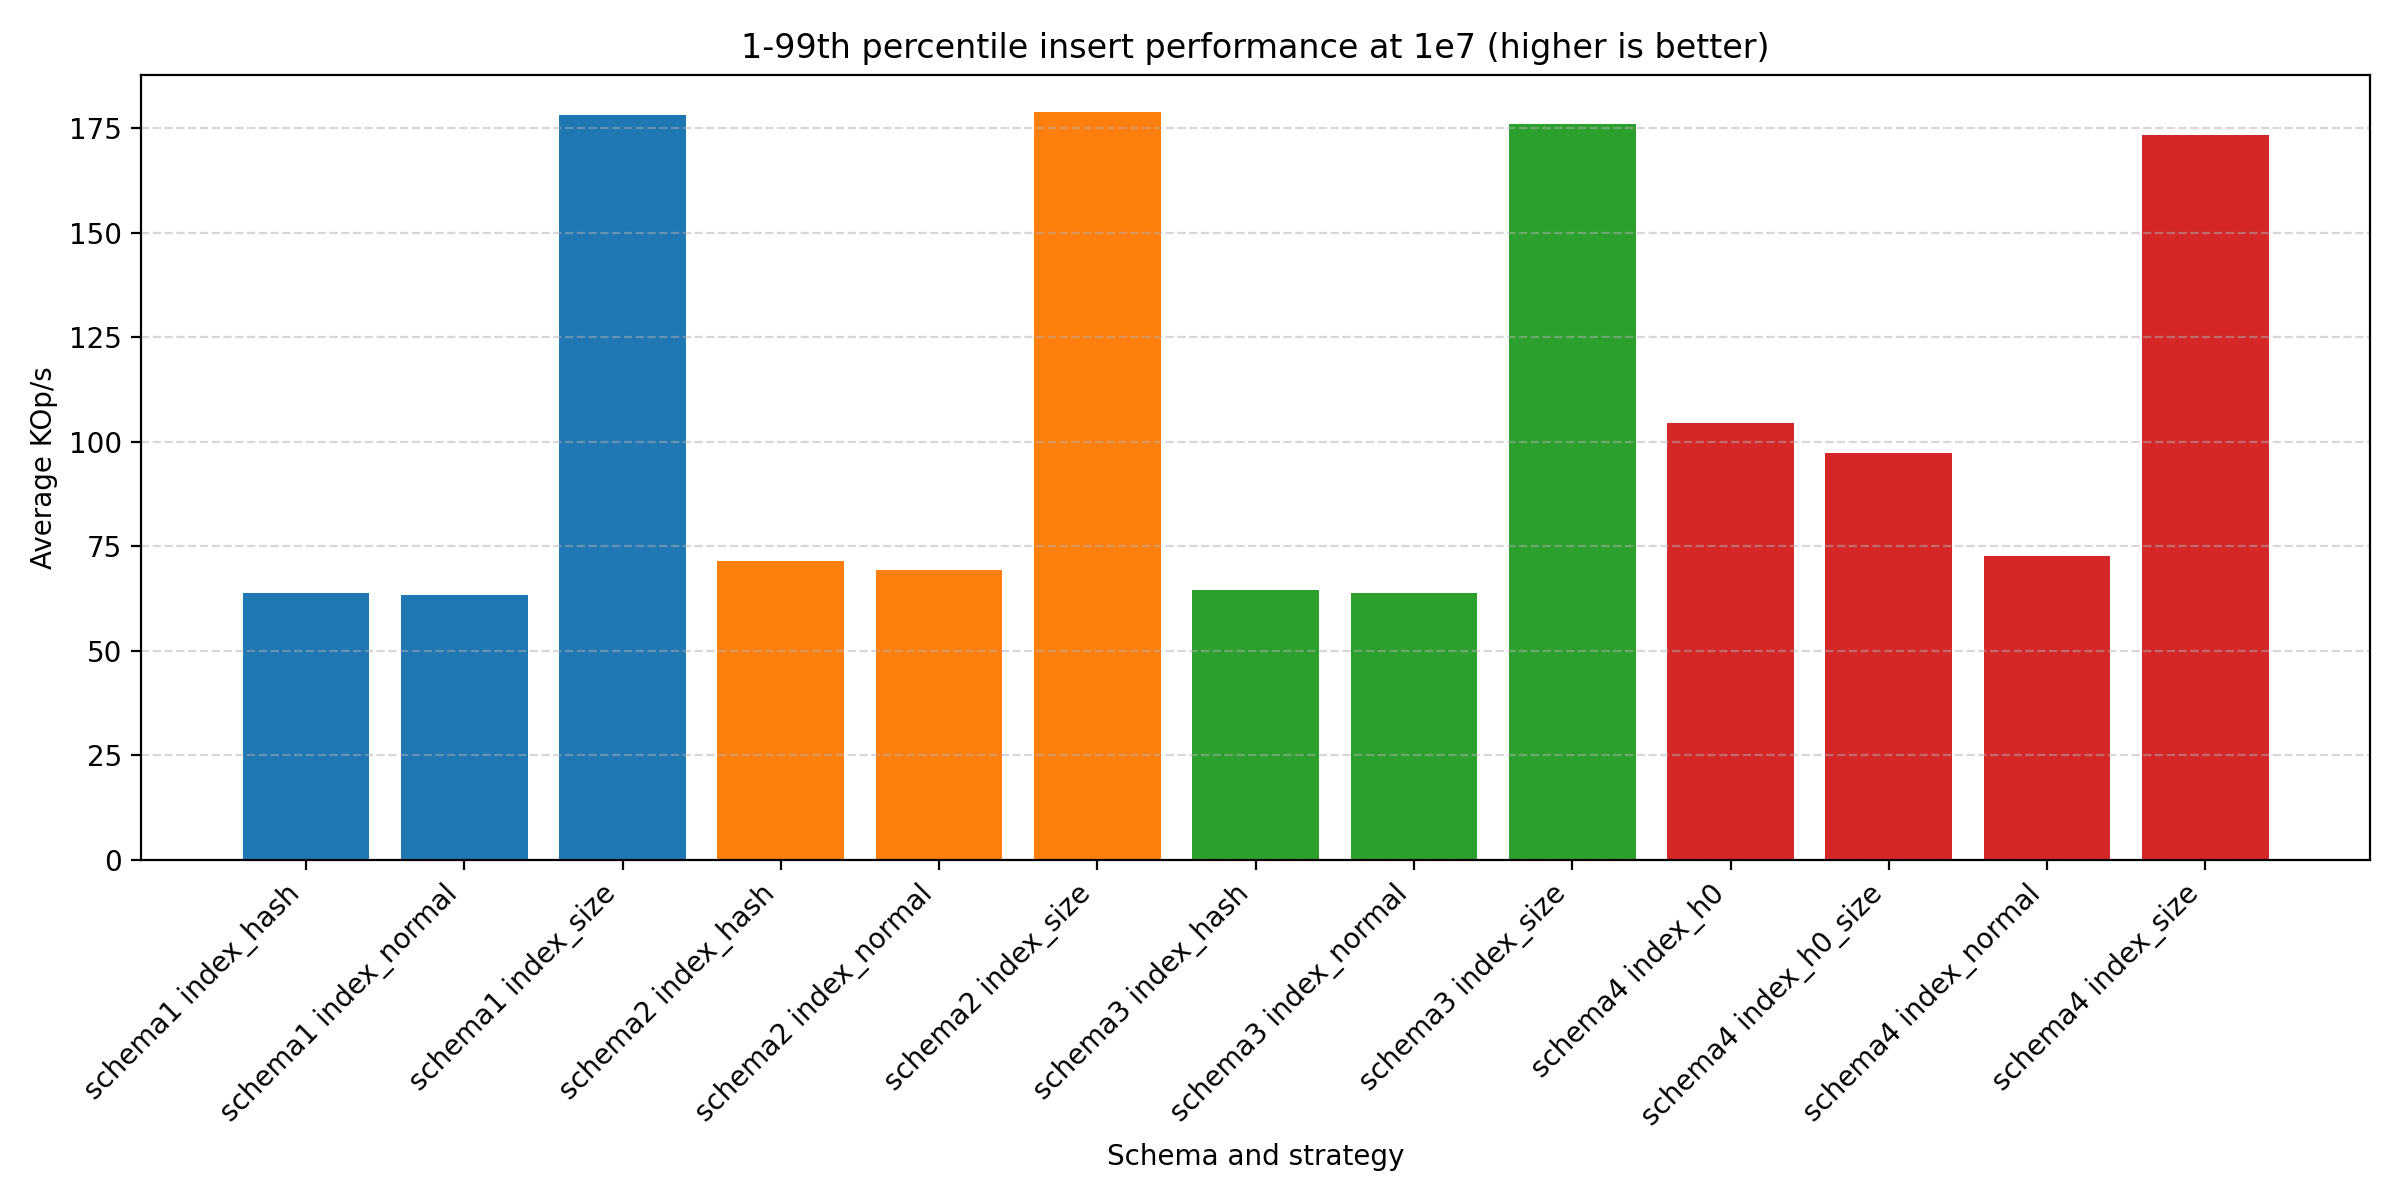 1-99th percentile insert performance at 1e7 (higher is better)
Average KOp/s
175
150
125
100
75
50
25
0
schema1 index_hash
schema1 index_normal
schema1 index_size
schema2 index_hash
schema2 index_normal
schema2 index_size
schema3 index_hash
schema3 index_normal
schema3 index_size
schema4 index_h0
schema4 index_h0_size
schema4 index_normal
schema4 index_size
Schema and strategy